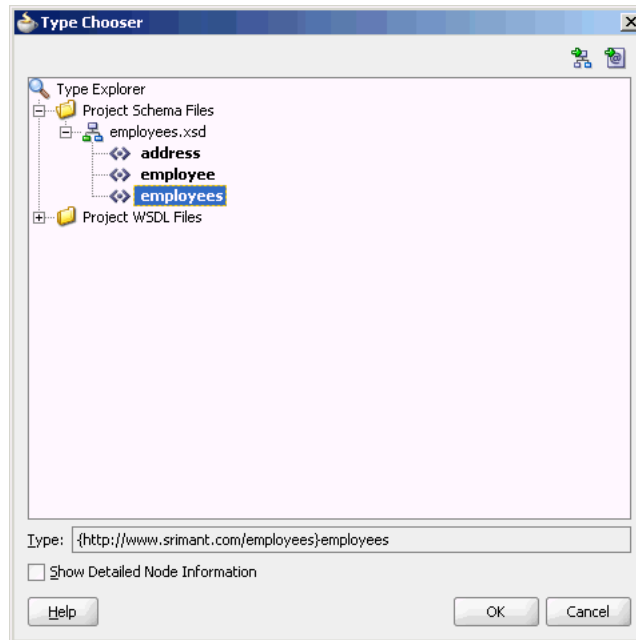 Type Chooser
Type Explorer
Project Schema Files
employees.xsd
address
employee
employees
Project WSDL Files
Type: {http://www.srimant.com/employees}employees
Show Detailed Node Information
Help OK Cancel